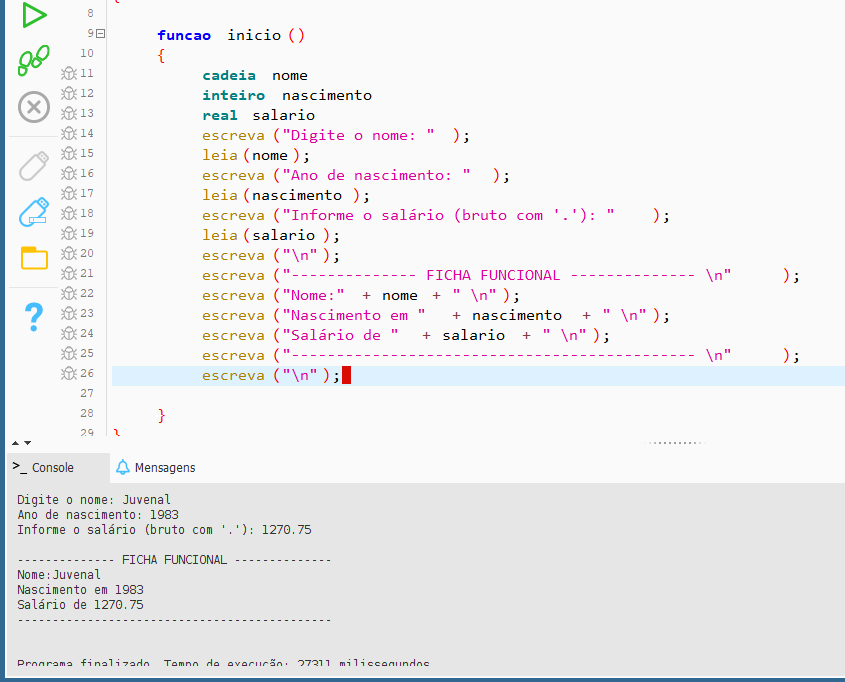 {
8
9 funcao inicio ()
10 {
11 cadeia nome
12 inteiro nascimento
13 real salario
14 escreva ("Digite o nome: " );
15 leia (nome );
16 escreva ("Ano de nascimento: " );
17 leia (nascimento );
18 escreva ("Informe o salário (bruto com '.'): " );
19 leia (salario );
20 escreva ("\n" );
21 escreva ("-------------- FICHA FUNCIONAL -------------- \n" );
22 escreva ("Nome:" + nome + " \n" );
23 escreva ("Nascimento em " + nascimento + " \n" );
24 escreva ("Salário de " + salario + " \n" );
25 escreva ("--------------------------------------------- \n" );
26 escreva ("\n" );
27
28 }
29 }
>_ Console Mensagens
Digite o nome: Juvenal
Ano de nascimento: 1983
Informe o salário (bruto com '.'): 1270.75
-------------- FICHA FUNCIONAL --------------
Nome:Juvenal
Nascimento em 1983
Salário de 1270.75
---------------------------------------------
Programa finalizado. Tempo de execução: 27311 milissegundos